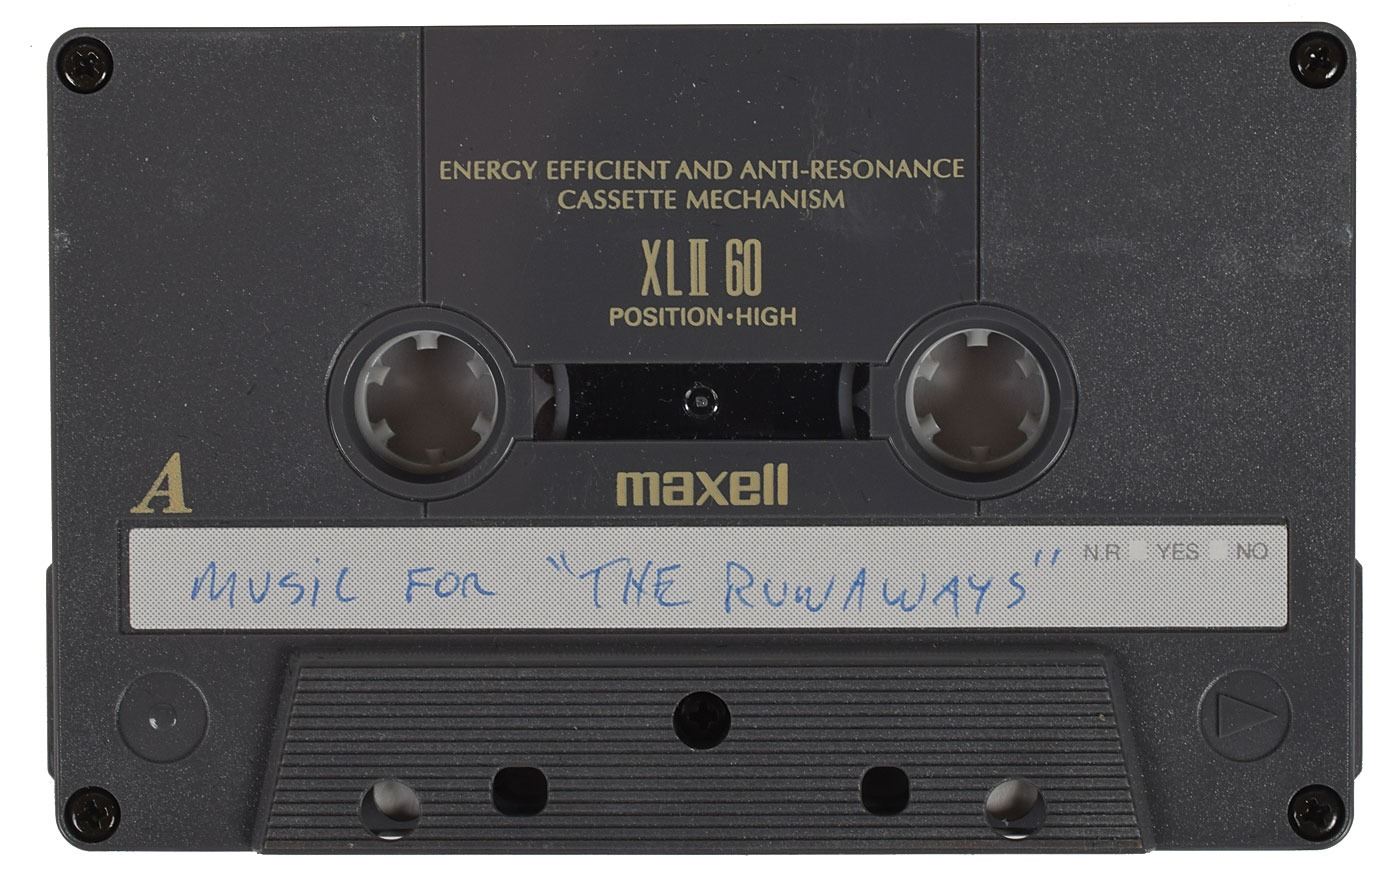 ENERGY EFFICIENT AND ANTI-RESONANCE
CASSETTE MECHANISM
XLII 60
POSITION·HIGH
maxell
A
N.R YES NO
MUSiC FOR "THE RUNAWAYS"